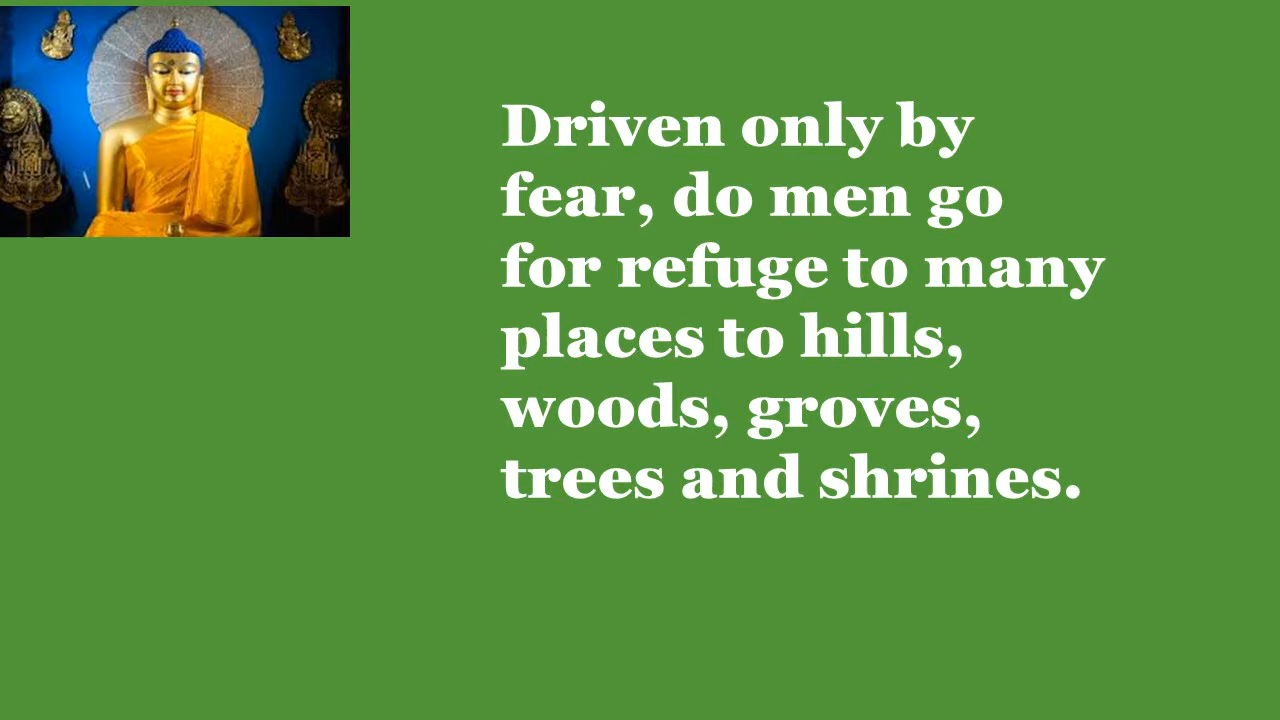 Driven only by
fear, do men go
for refuge to many
places to hills,
woods, groves,
trees and shrines.